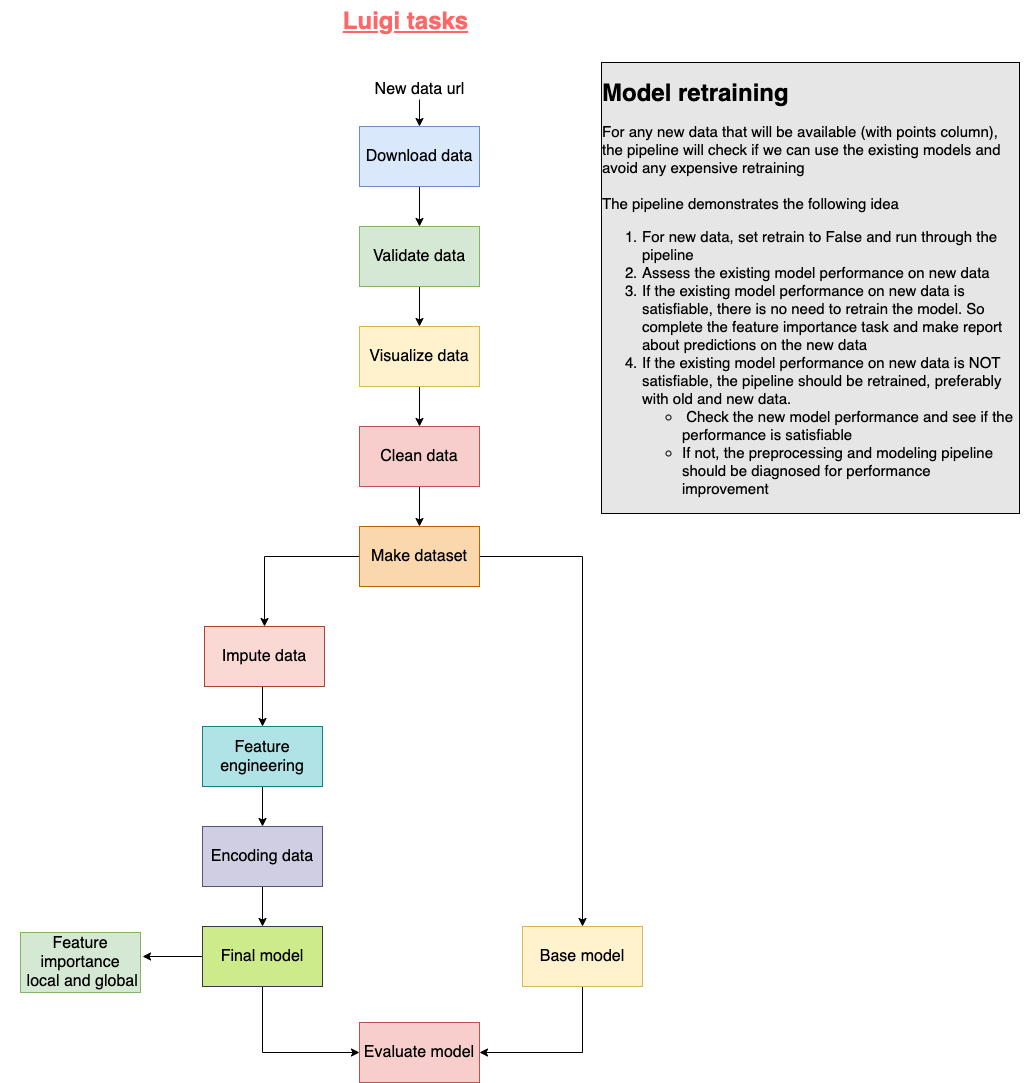 Luigi tasks
New data url
Download data
Validate data
Visualize data
Clean data
Make dataset
Impute data
Feature
engineering
Encoding data
Final model
Feature
importance
local and global
Base model
Evaluate model
Model retraining
For any new data that will be available (with points column),
the pipeline will check if we can use the existing models and
avoid any expensive retraining
The pipeline demonstrates the following idea
1. For new data, set retrain to False and run through the
pipeline
2. Assess the existing model performance on new data
3. If the existing model performance on new data is
satisfiable, there is no need to retrain the model. So
complete the feature importance task and make report
about predictions on the new data
4. If the existing model performance on new data is NOT
satisfiable, the pipeline should be retrained, preferably
with old and new data.
○ Check the new model performance and see if the
performance is satisfiable
○ If not, the preprocessing and modeling pipeline
should be diagnosed for performance
improvement